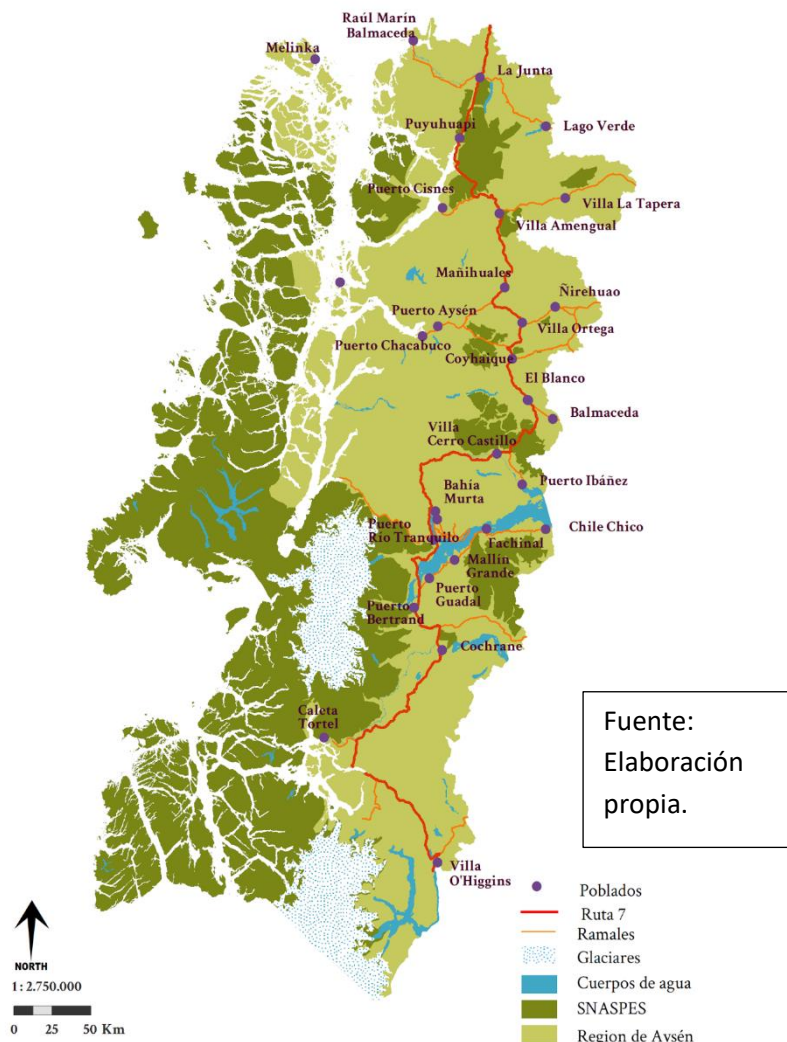 Raúl Marín
Balmaceda
Melinka
La Junta
Puyuhuapi
Lago Verde
Puerto Cisnes
Villa La Tapera
Villa Amengual
Mañihuales
Ñirehuao
Puerto Aysén
Villa Ortega
Puerto Chacabuco
Coyhaique
El Blanco
Balmaceda
Villa
Cerro Castillo
Puerto Ibáñez
Bahía
Murta
Chile Chico
Puerto
Rio Tranquilo
Fachinal
Mallín
Grande
Puerto
Guadal
Puerto
Bertrand
Cochrane
Caleta
Tortel
Villa
O'Higgins
Fuente:
Elaboración
propia.
NORTH
1 : 2.750.000
0 25 50 Km
Poblados
Ruta 7
Ramales
Glaciares
Cuerpos de agua
SNASPES
Region de Aysén